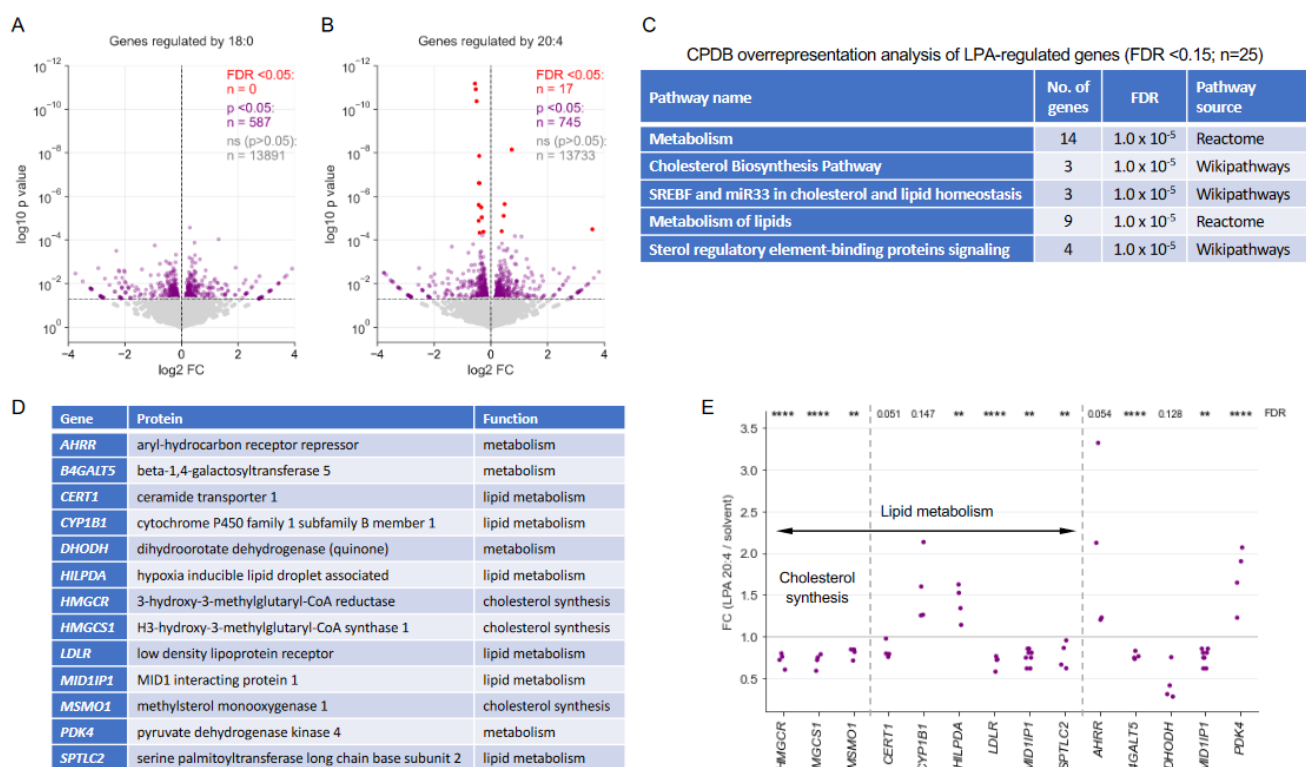 A
Genes regulated by 18:0
10⁻¹²
10⁻¹⁰
10⁻⁸
10⁻⁶
10⁻⁴
10⁻²
10⁰
log10 p value
FDR <0.05:
n = 0
p <0.05:
n = 587
ns (p>0.05):
n = 13891
−4 −2 0 2 4
log2 FC
B
Genes regulated by 20:4
10⁻¹²
10⁻¹⁰
10⁻⁸
10⁻⁶
10⁻⁴
10⁻²
10⁰
log10 p value
FDR <0.05:
n = 17
p <0.05:
n = 745
ns (p>0.05):
n = 13733
−4 −2 0 2 4
log2 FC
C
CPDB overrepresentation analysis of LPA-regulated genes (FDR <0.15; n=25)
Pathway name No. of genes FDR Pathway source
Metabolism 14 1.0 x 10⁻⁵ Reactome
Cholesterol Biosynthesis Pathway 3 1.0 x 10⁻⁵ Wikipathways
SREBF and miR33 in cholesterol and lipid homeostasis 3 1.0 x 10⁻⁵ Wikipathways
Metabolism of lipids 9 1.0 x 10⁻⁵ Reactome
Sterol regulatory element-binding proteins signaling 4 1.0 x 10⁻⁵ Wikipathways
D
Gene Protein Function
AHRR aryl-hydrocarbon receptor repressor metabolism
B4GALT5 beta-1,4-galactosyltransferase 5 metabolism
CERT1 ceramide transporter 1 lipid metabolism
CYP1B1 cytochrome P450 family 1 subfamily B member 1 lipid metabolism
DHODH dihydroorotate dehydrogenase (quinone) metabolism
HILPDA hypoxia inducible lipid droplet associated lipid metabolism
HMGCR 3-hydroxy-3-methylglutaryl-CoA reductase cholesterol synthesis
HMGCS1 H3-hydroxy-3-methylglutaryl-CoA synthase 1 cholesterol synthesis
LDLR low density lipoprotein receptor lipid metabolism
MID1IP1 MID1 interacting protein 1 lipid metabolism
MSMO1 methylsterol monooxygenase 1 cholesterol synthesis
PDK4 pyruvate dehydrogenase kinase 4 metabolism
SPTLC2 serine palmitoyltransferase long chain base subunit 2 lipid metabolism
E
**** **** ** 0.051 0.147 ** **** ** ** 0.054 **** 0.128 ** **** FDR
3.5
3.0
2.5
2.0
1.5
1.0
0.5
FC (LPA 20:4 / solvent)
Lipid metabolism
Cholesterol
synthesis
HMGCR
MGCS1
MSMO1
CERT1
CYP1B1
HILPDA
LDLR
MID1IP1
SPTLC2
AHRR
4GALT5
DHODH
MID1IP1
PDK4